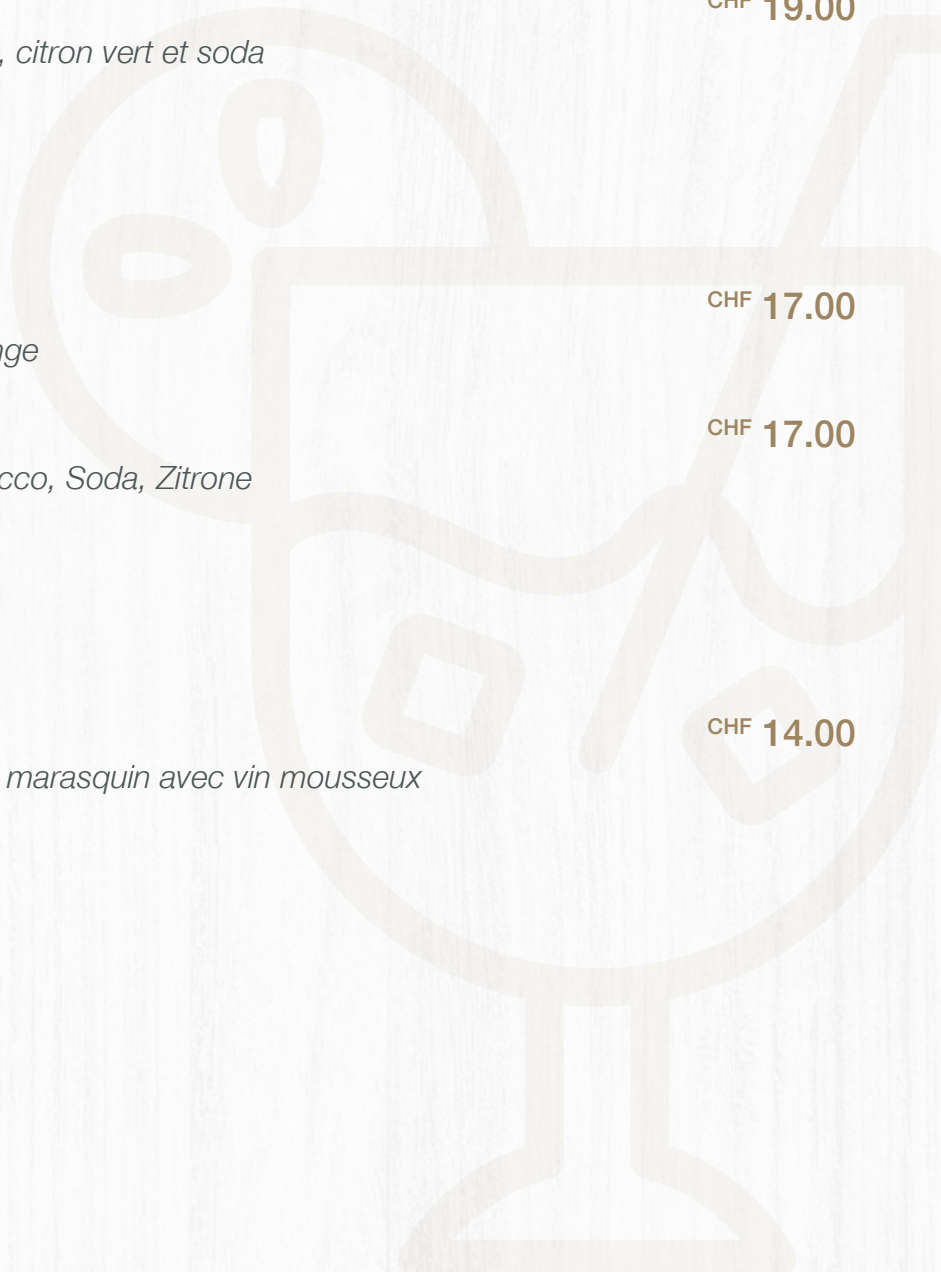 CHF 19.00
, citron vert et soda
CHF 17.00
nge
CHF 17.00
cco, Soda, Zitrone
CHF 14.00
marasquin avec vin mousseux